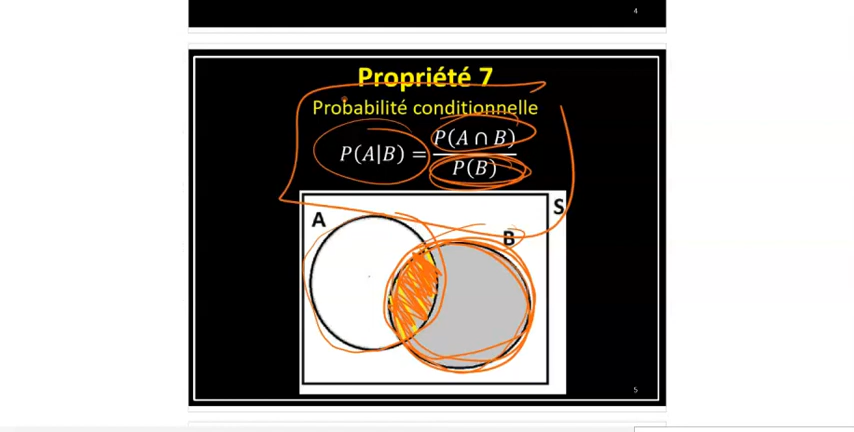 4
Propriété 7
Probabilité conditionnelle
P(A|B) = P(A ∩ B) / P(B)
S
A
B
5